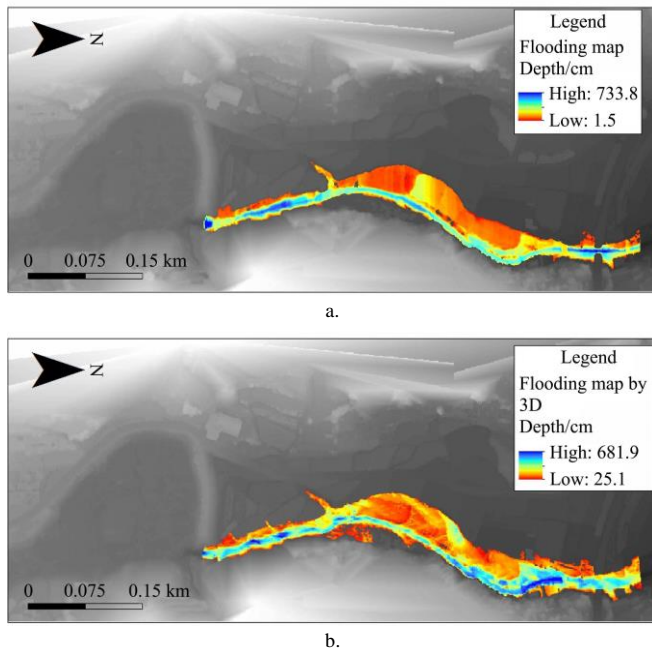 Legend
Flooding map
Depth/cm
High: 733.8
Low: 1.5
N
0 0.075 0.15 km
a.
Legend
Flooding map by
3D
Depth/cm
High: 681.9
Low: 25.1
N
0 0.075 0.15 km
b.